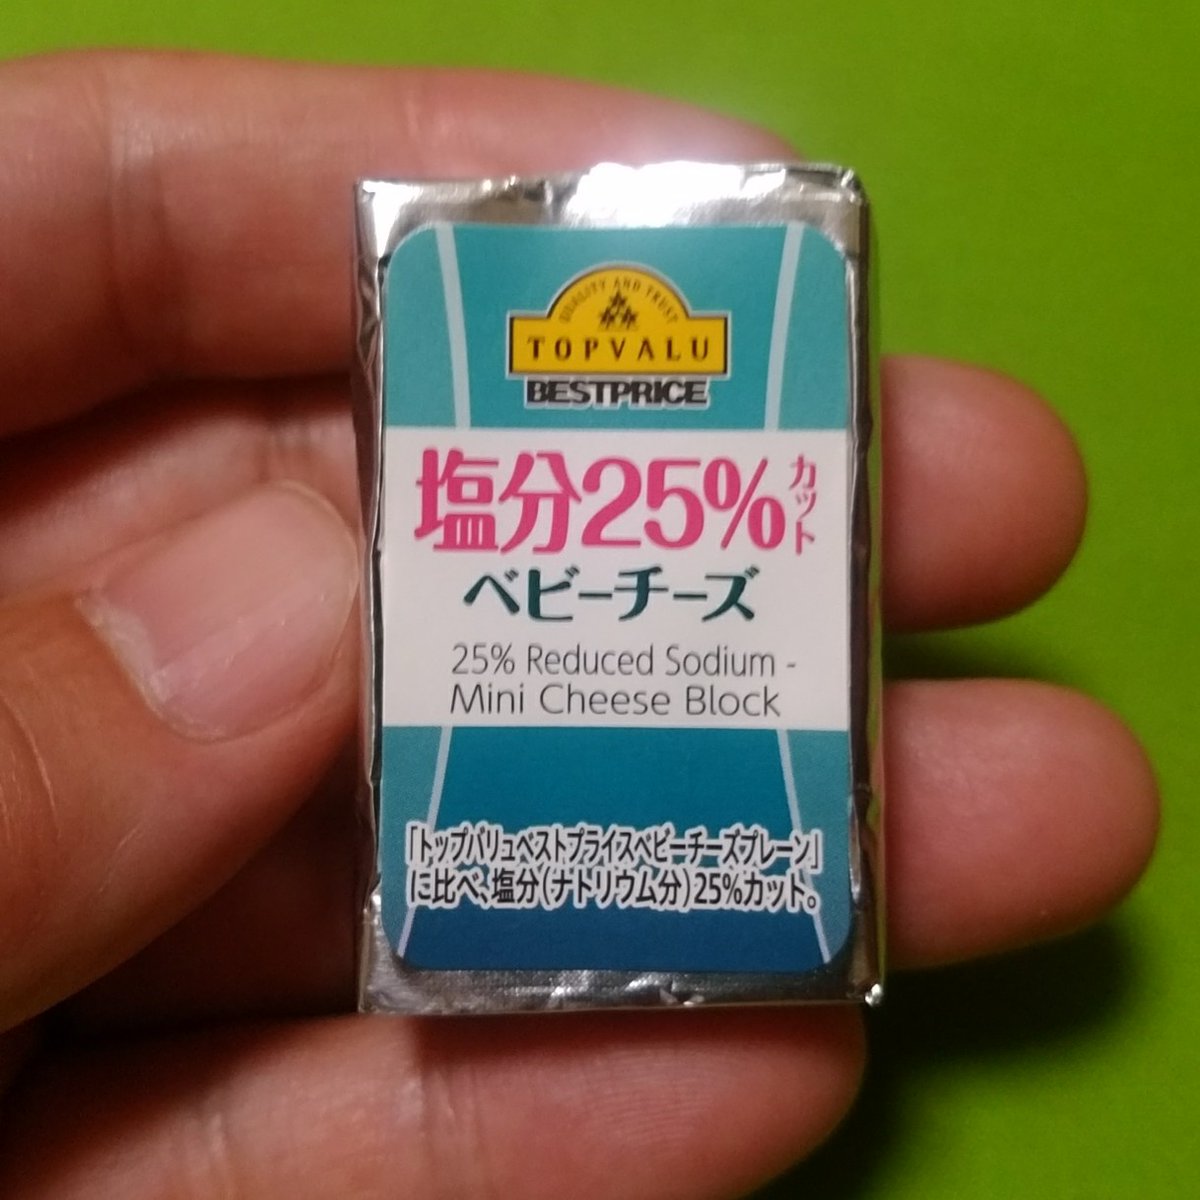 QUALITY AND TRUST
TOPVALU
BESTPRICE
塩分25%カット
ベビーチーズ
25% Reduced Sodium -
Mini Cheese Block
「トップバリュベストプライスベビーチーズプレーン」
に比べ、塩分(ナトリウム分)25%カット。